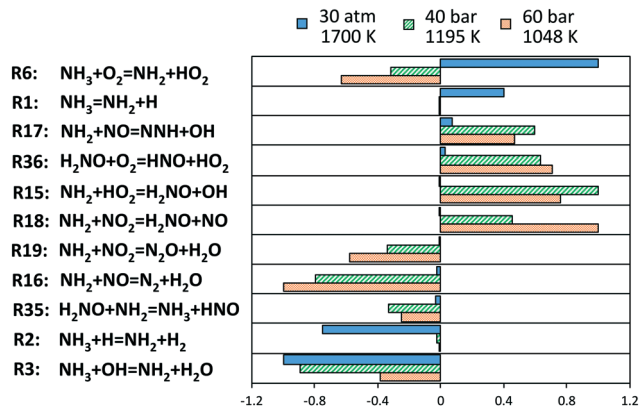 30 atm 40 bar 60 bar
1700 K 1195 K 1048 K
R6: NH₃+O₂=NH₂+HO₂
R1: NH₃=NH₂+H
R17: NH₂+NO=NNH+OH
R36: H₂NO+O₂=HNO+HO₂
R15: NH₂+HO₂=H₂NO+OH
R18: NH₂+NO₂=H₂NO+NO
R19: NH₂+NO₂=N₂O+H₂O
R16: NH₂+NO=N₂+H₂O
R35: H₂NO+NH₂=NH₃+HNO
R2: NH₃+H=NH₂+H₂
R3: NH₃+OH=NH₂+H₂O
-1.2 -0.8 -0.4 0 0.4 0.8 1.2